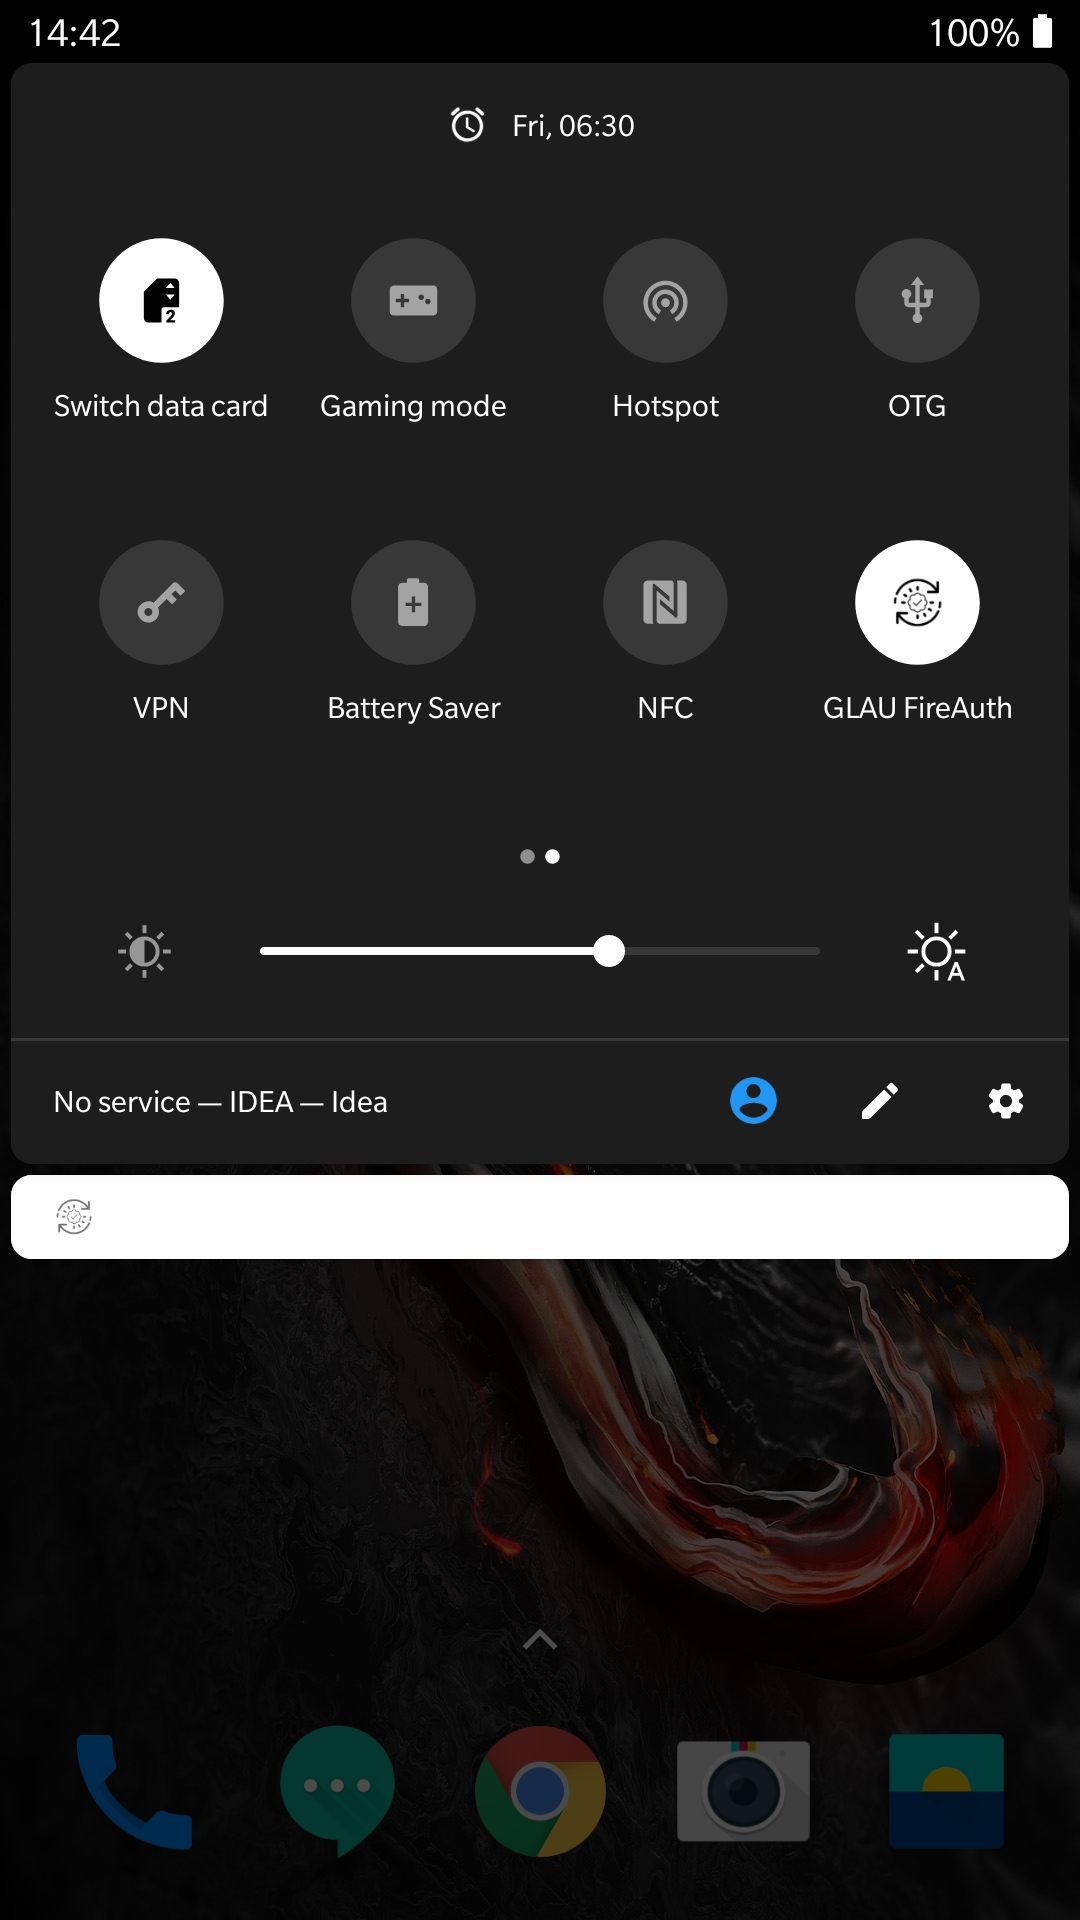 14:42 100%
Fri, 06:30
2
Switch data card Gaming mode Hotspot OTG
VPN Battery Saver NFC GLAU FireAuth
A
No service — IDEA — Idea